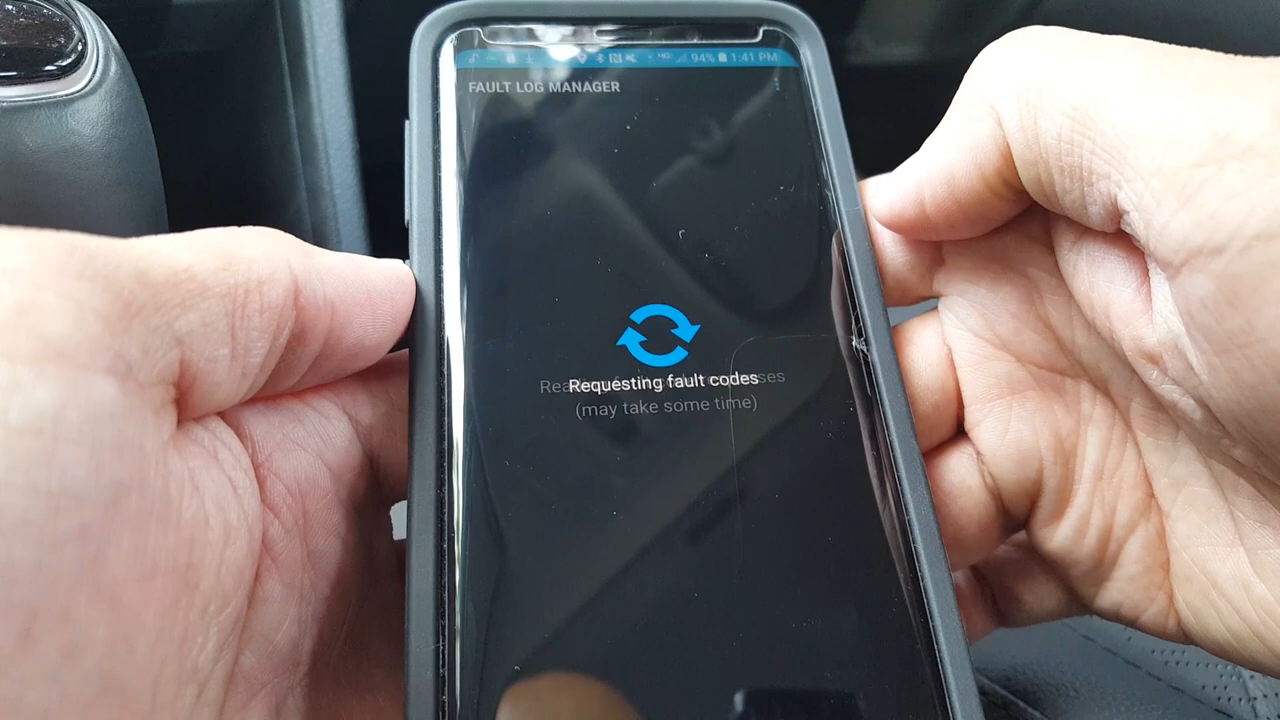 94% 1:41 PM
FAULT LOG MANAGER
Requesting fault codes
(may take some time)